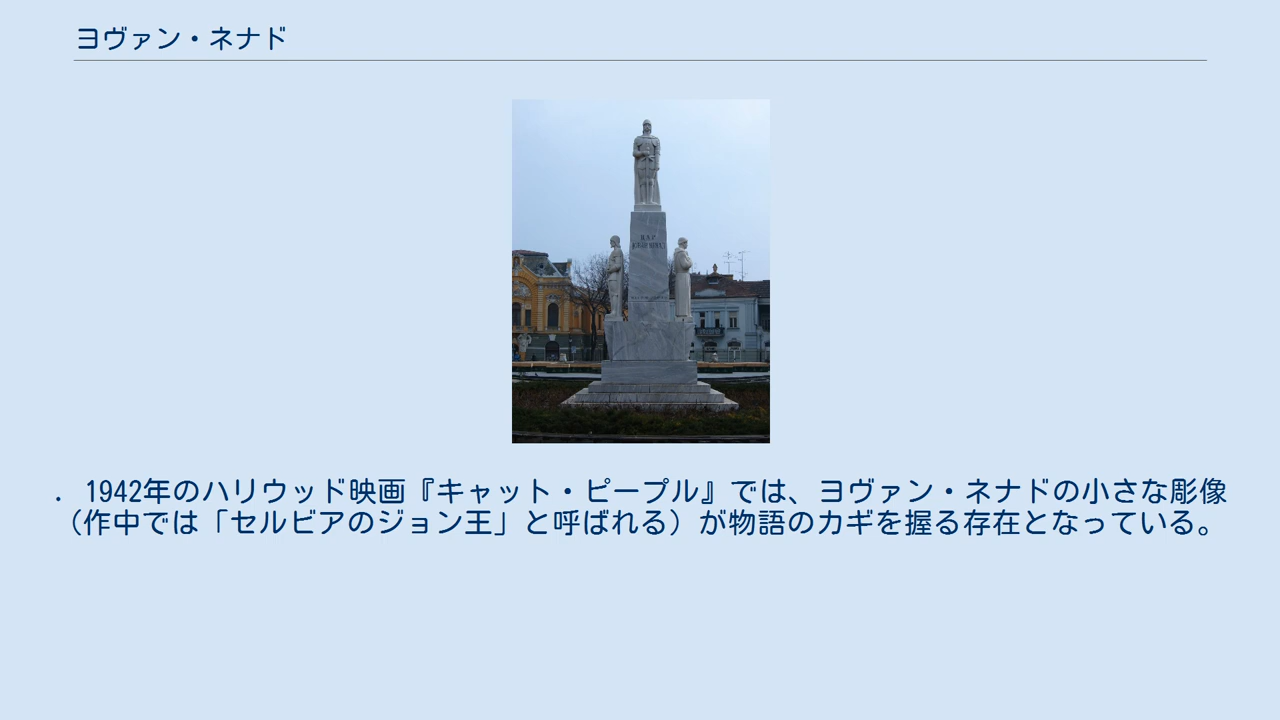 ヨヴァン・ネナド
ЦАР
. 1942年のハリウッド映画『キャット・ピープル』では、ヨヴァン・ネナドの小さな彫像
（作中では「セルビアのジョン王」と呼ばれる）が物語のカギを握る存在となっている。